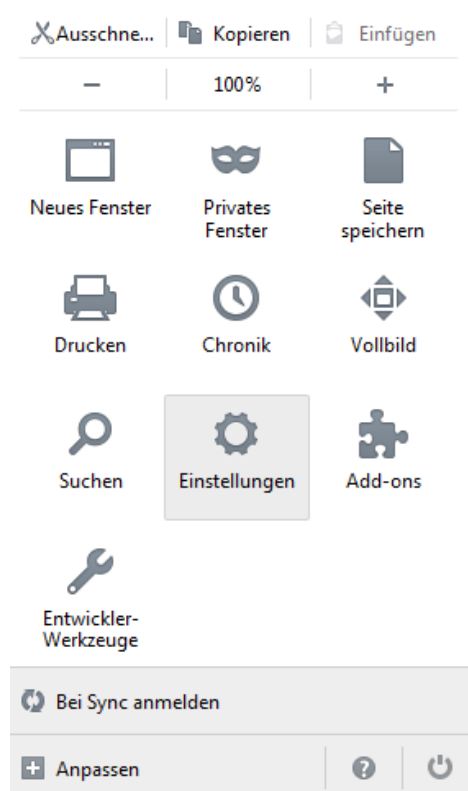 Ausschne... Kopieren Einfügen
− 100% +
Neues Fenster
Privates
Fenster
Seite
speichern
Drucken
Chronik
Vollbild
Suchen
Einstellungen
Add-ons
Entwickler-
Werkzeuge
Bei Sync anmelden
Anpassen ?